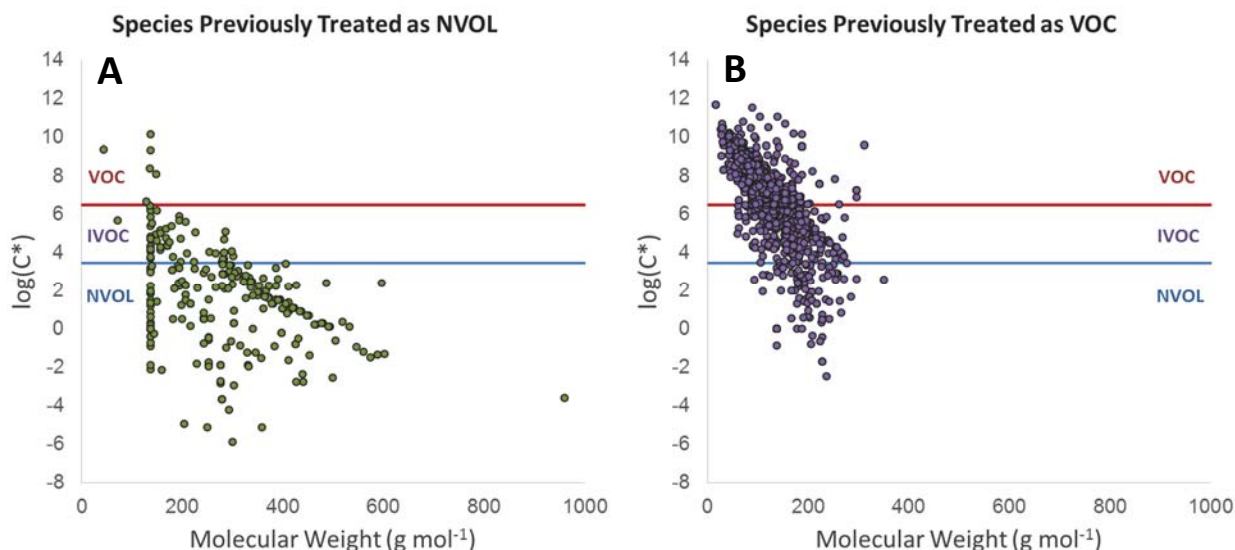 Species Previously Treated as NVOL
A
14
12
10
8
6
4
2
0
-2
-4
-6
-8
log(C*)
VOC
IVOC
NVOL
0 200 400 600 800 1000
Molecular Weight (g mol⁻¹)
Species Previously Treated as VOC
B
14
12
10
8
6
4
2
0
-2
-4
-6
-8
log(C*)
VOC
IVOC
NVOL
0 200 400 600 800 1000
Molecular Weight (g mol⁻¹)